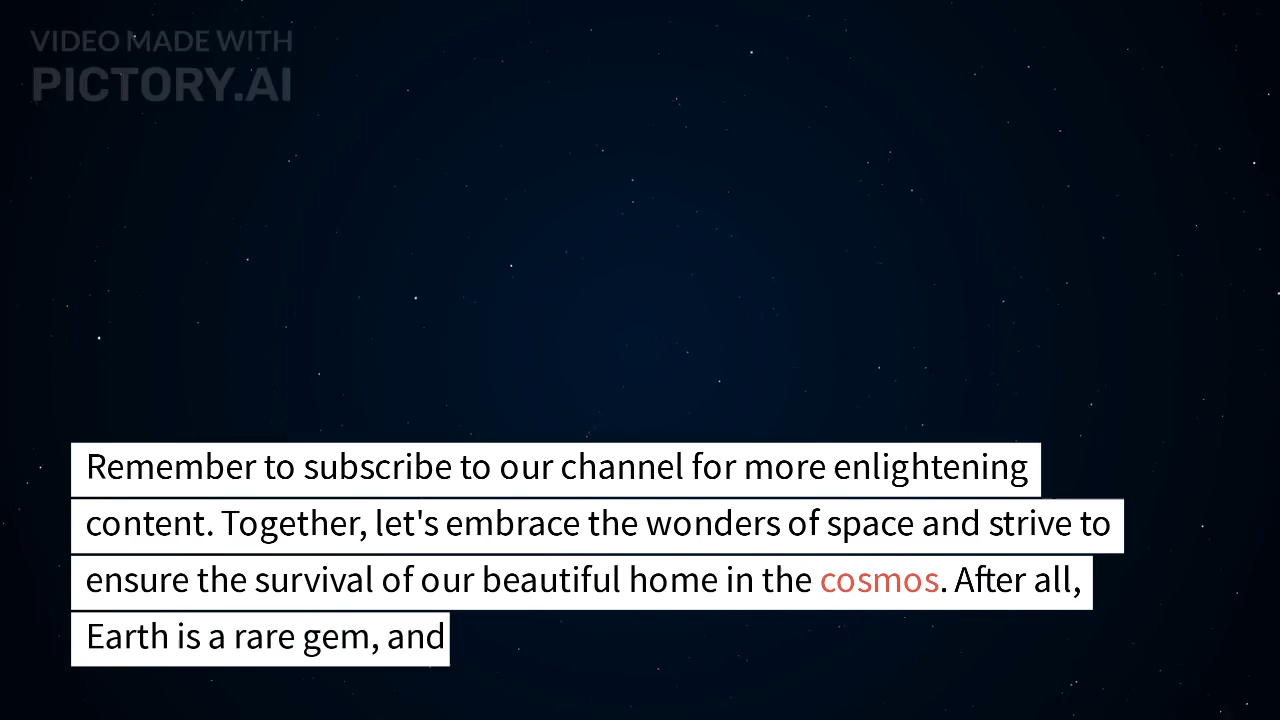 VIDEO MADE WITH
PICTORY.AI
Remember to subscribe to our channel for more enlightening
content. Together, let's embrace the wonders of space and strive to
ensure the survival of our beautiful home in the cosmos. After all,
Earth is a rare gem, and